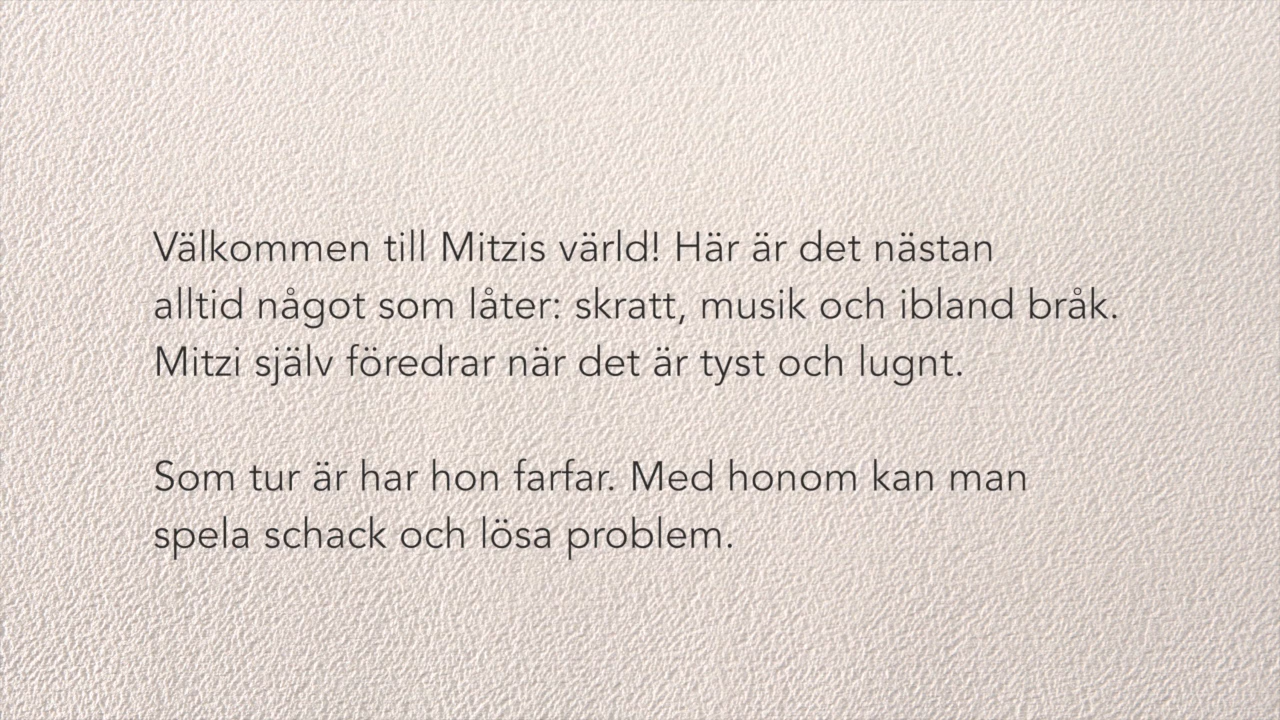 Välkommen till Mitzis värld! Här är det nästan
alltid något som låter: skratt, musik och ibland bråk.
Mitzi själv föredrar när det är tyst och lugnt.
Som tur är har hon farfar. Med honom kan man
spela schack och lösa problem.